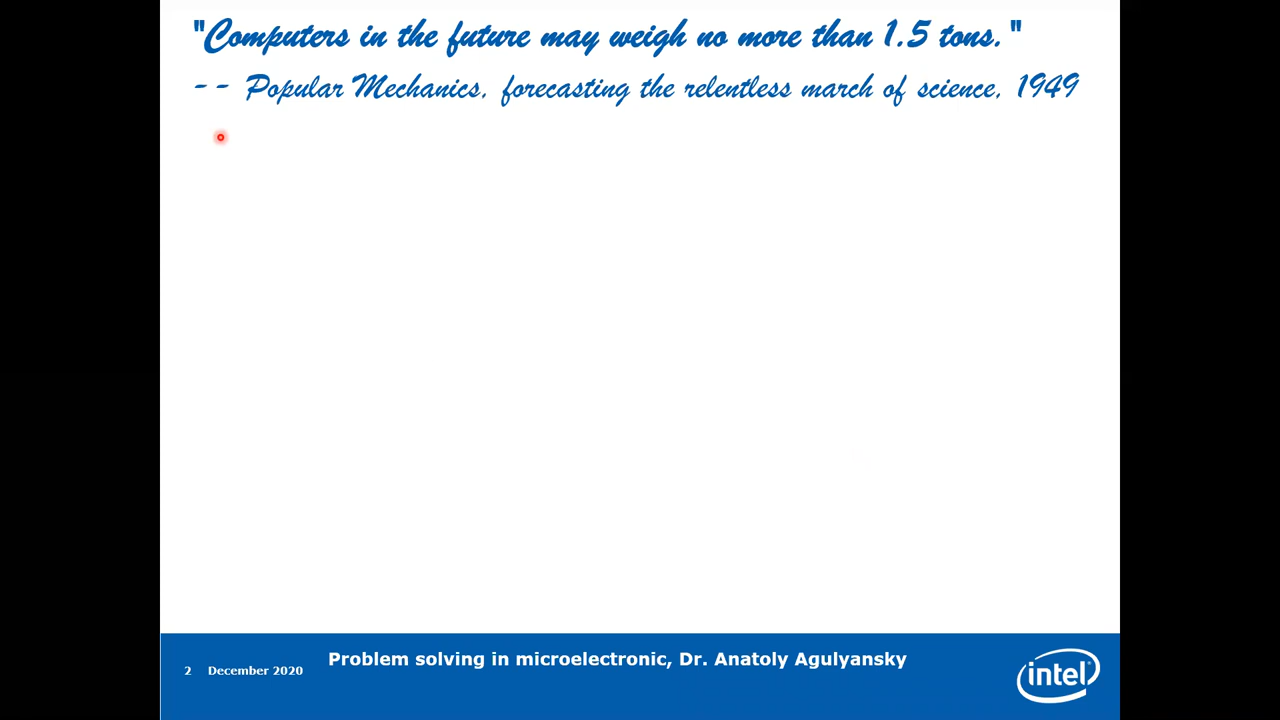 "Computers in the future may weigh no more than 1.5 tons."
-- Popular Mechanics, forecasting the relentless march of science, 1949
Problem solving in microelectronic, Dr. Anatoly Agulyansky
2 December 2020
intel